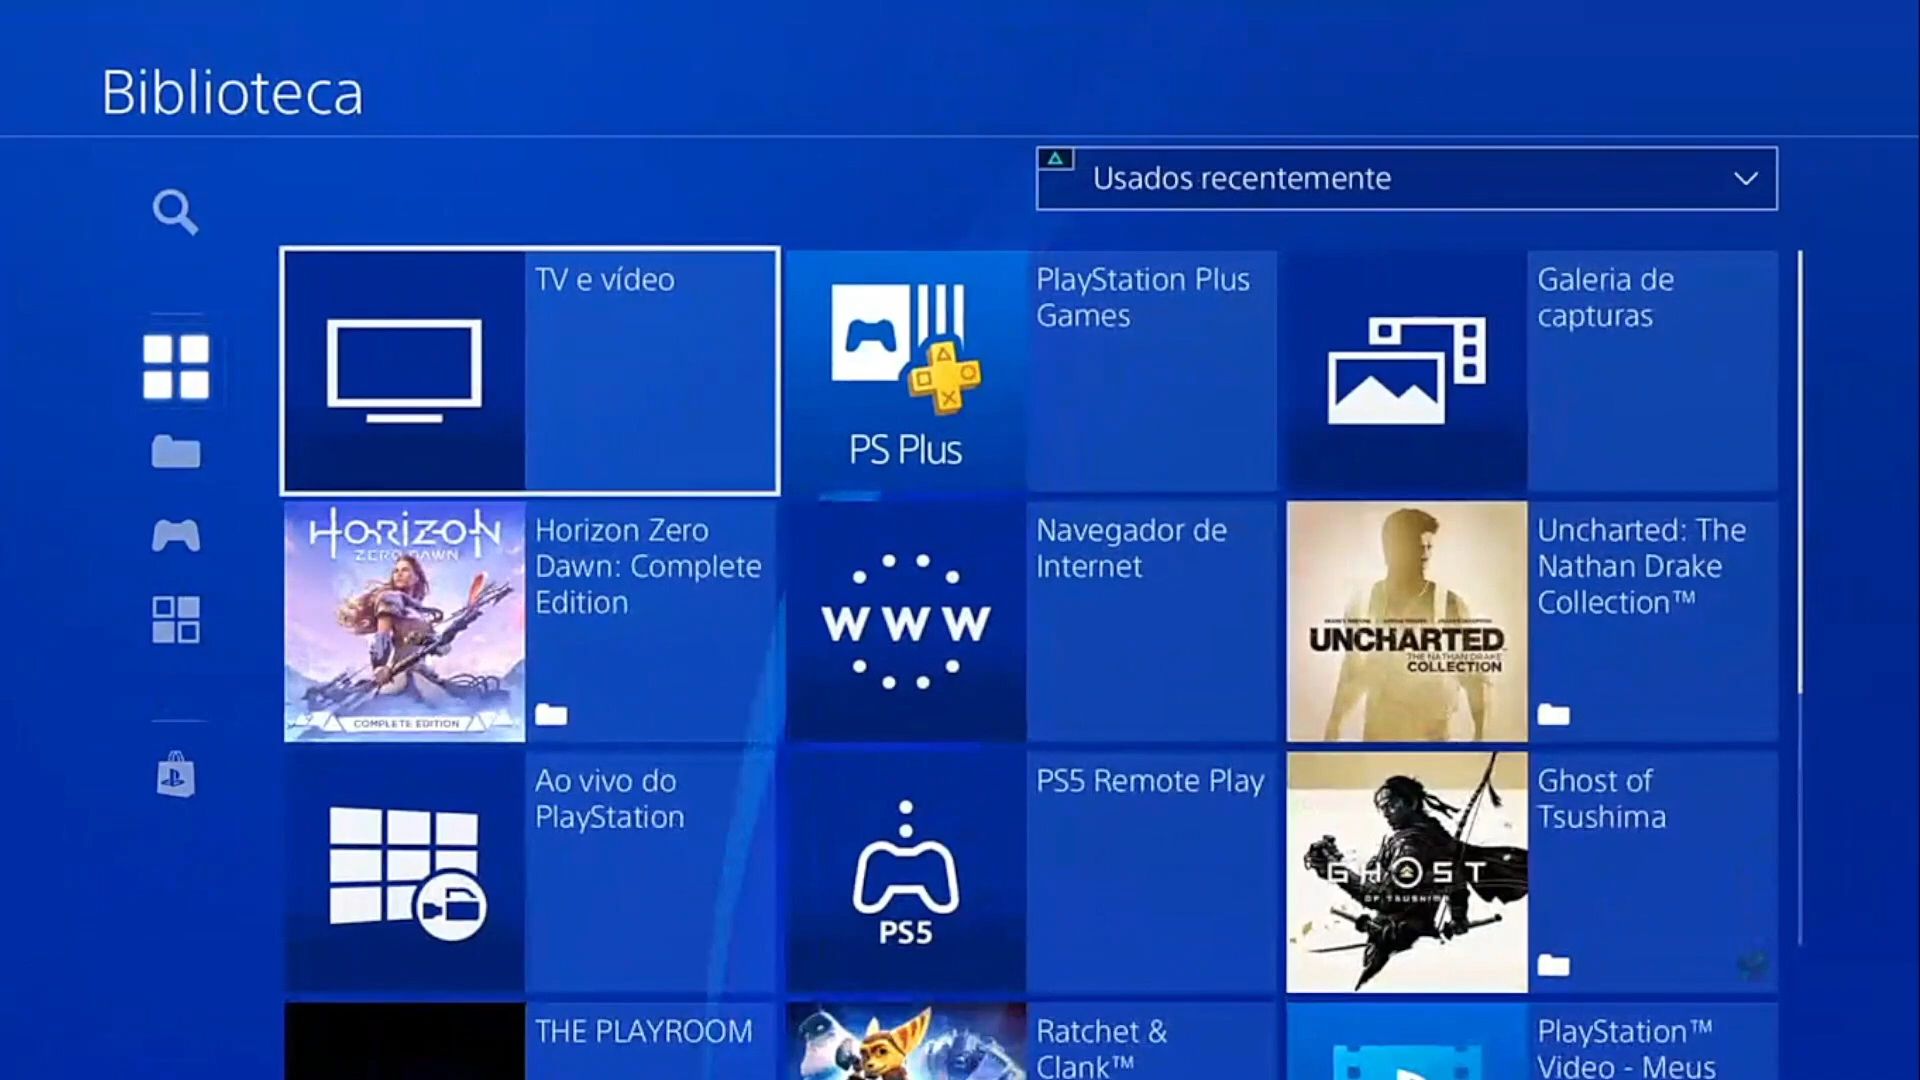 Biblioteca
Usados recentemente
TV e vídeo
PS Plus
PlayStation Plus
Games
Galeria de
capturas
HORIZON
ZERO DAWN
COMPLETE EDITION
Horizon Zero
Dawn: Complete
Edition
WWW
Navegador de
Internet
UNCHARTED
THE NATHAN DRAKE
COLLECTION
Uncharted: The
Nathan Drake
Collection™
Ao vivo do
PlayStation
PS5
PS5 Remote Play
GHOST
OF TSUSHIMA
Ghost of
Tsushima
THE PLAYROOM
Ratchet &
Clank™
PlayStation™
Video - Meus